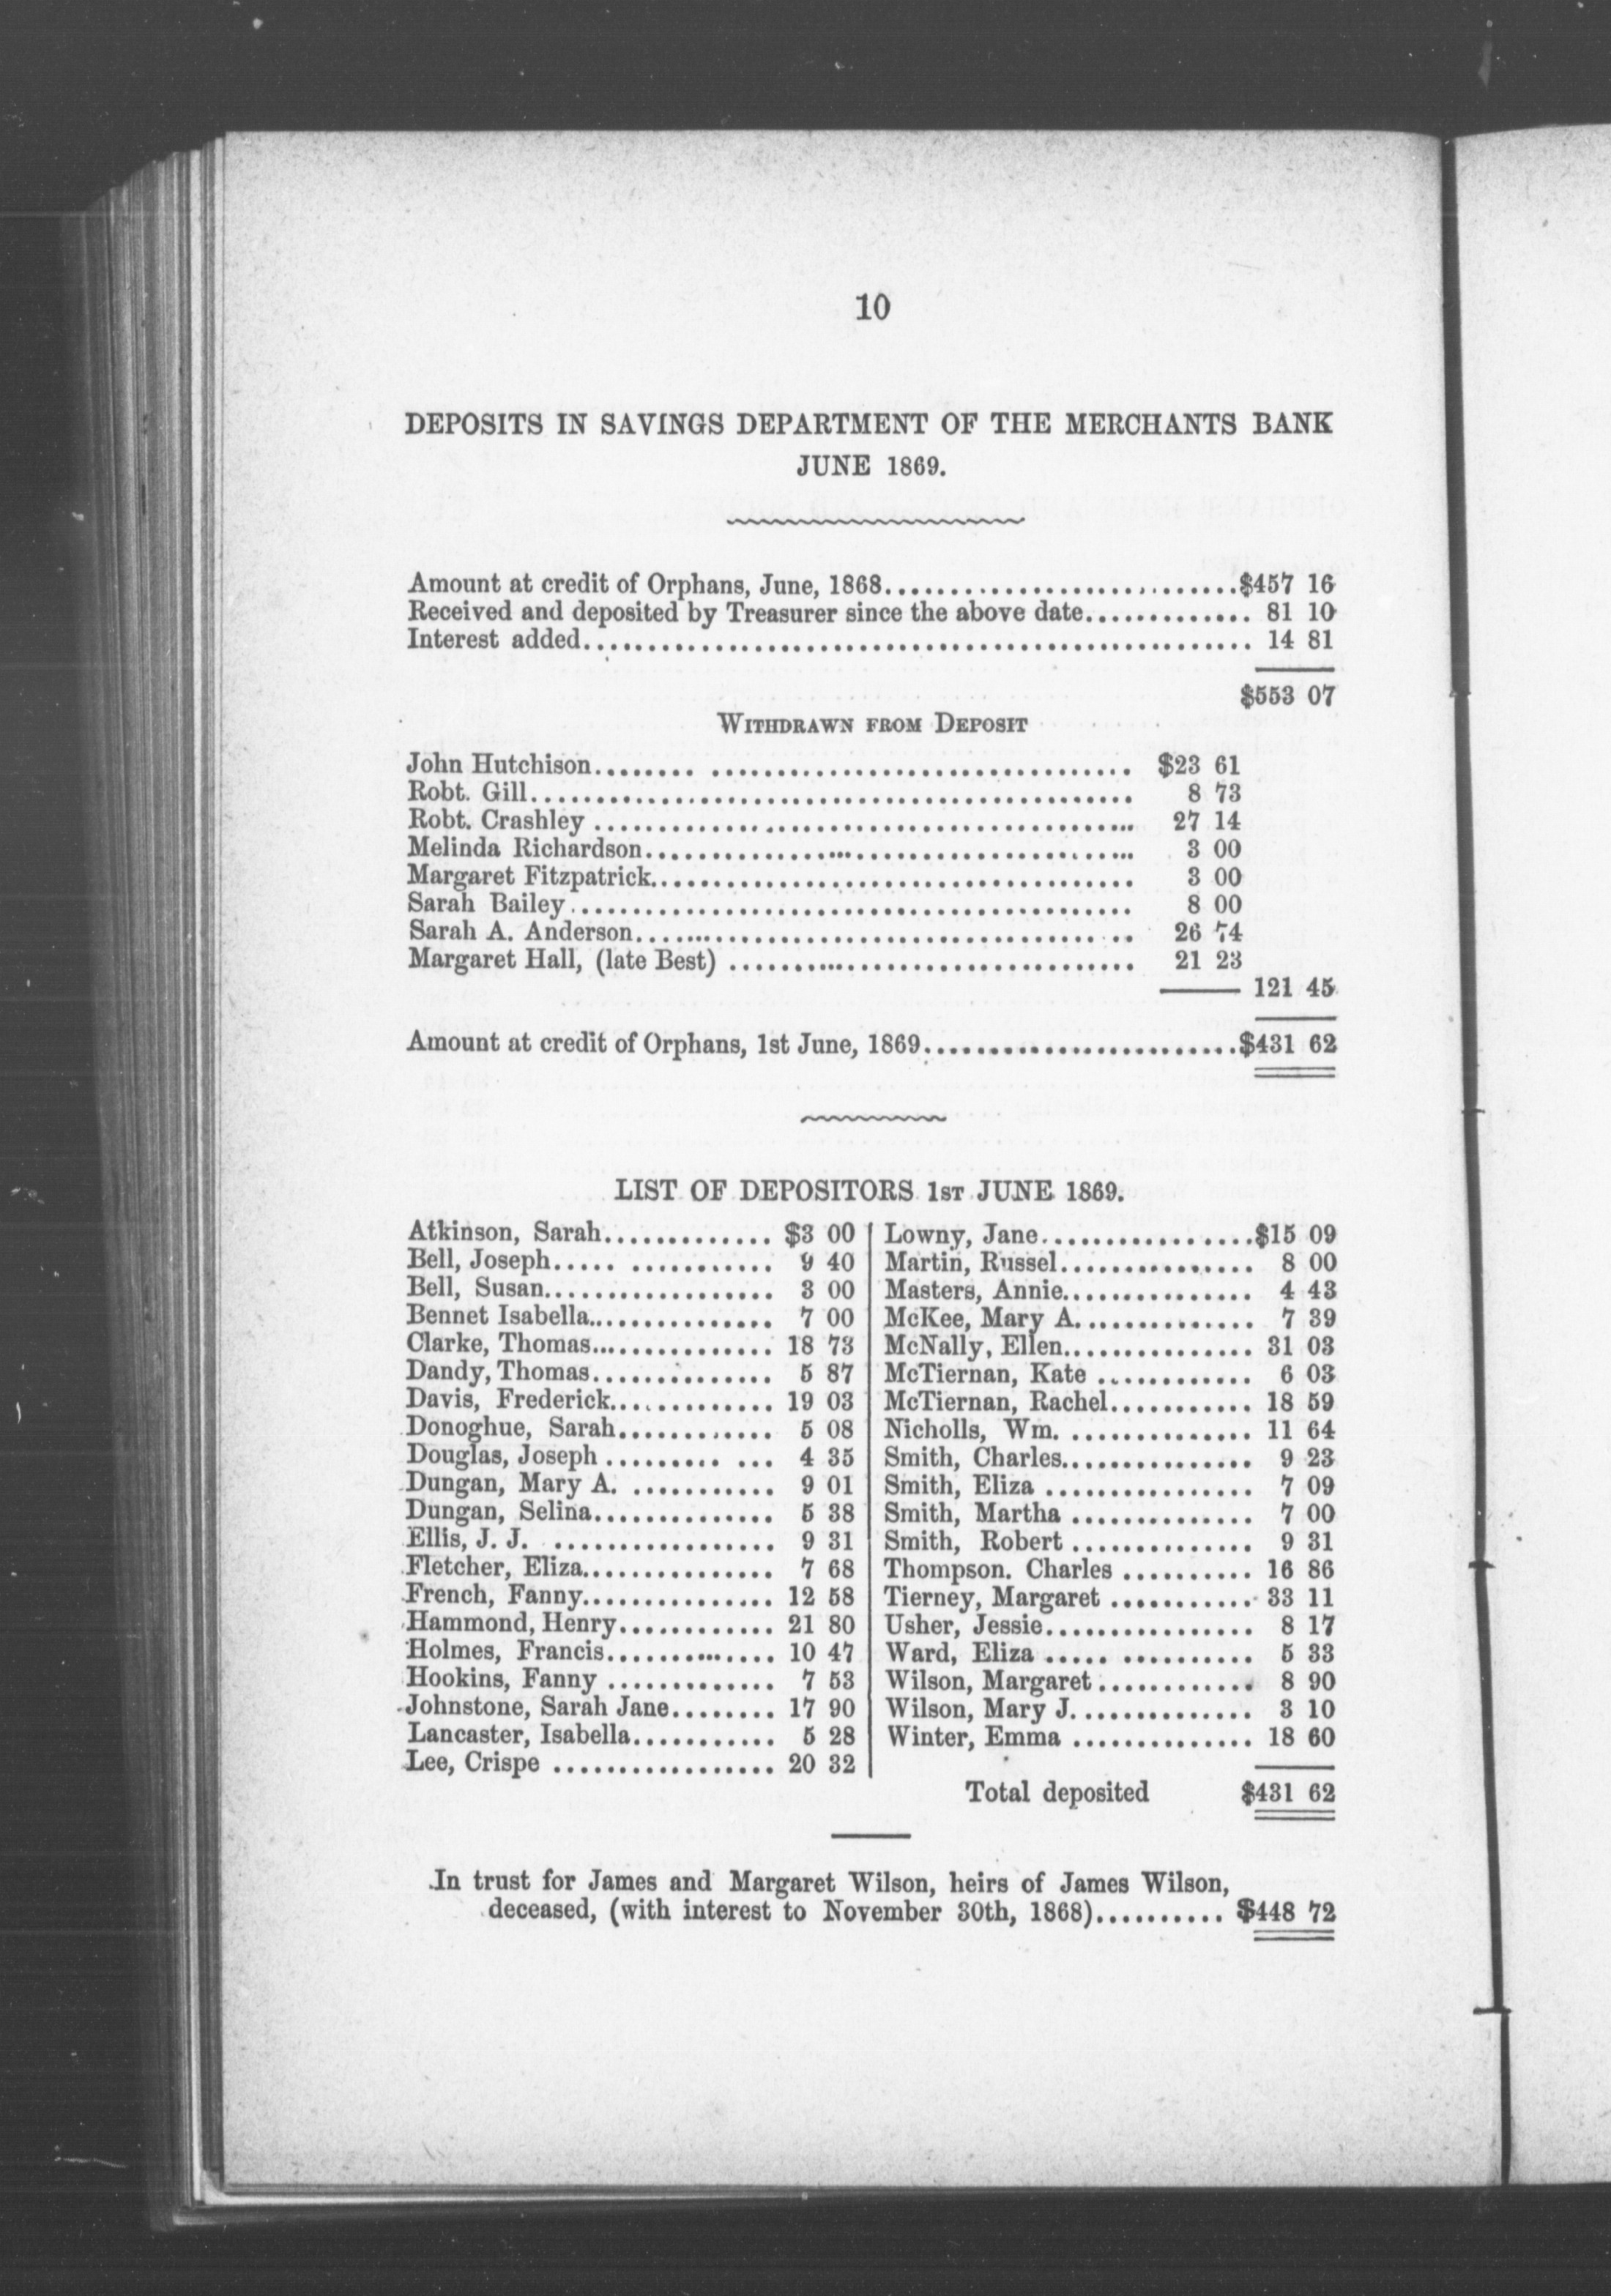 10
DEPOSITS IN SAVINGS DEPARTMENT OF THE MERCHANTS BANK
JUNE 1869.
Amount at credit of Orphans, June, 1868........................... $457 16
Received and deposited by Treasurer since the above date............. 81 10
Interest added................................................... 14 81
$553 07
WITHDRAWN FROM DEPOSIT
John Hutchison........ ................................ $23 61
Robt. Gill.............................................. 8 73
Robt. Crashley ......................................... 27 14
Melinda Richardson..................................... 3 00
Margaret Fitzpatrick..................................... 3 00
Sarah Bailey........................................... 8 00
Sarah A. Anderson...................................... 26 74
Margaret Hall, (late Best) ............................... 21 23
121 45
Amount at credit of Orphans, 1st June, 1869........................ $431 62
LIST OF DEPOSITORS 1ST JUNE 1869.
Atkinson, Sarah............. $3 00
Bell, Joseph..... ........... 9 40
Bell, Susan.................. 3 00
Bennet Isabella............... 7 00
Clarke, Thomas............... 18 73
Dandy, Thomas.............. 5 87
Davis, Frederick............. 19 03
Donoghue, Sarah............ 5 08
Douglas, Joseph ......... ... 4 35
Dungan, Mary A. ........... 9 01
Dungan, Selina.............. 5 38
Ellis, J. J. ................. 9 31
Fletcher, Eliza............... 7 68
French, Fanny............... 12 58
Hammond, Henry............ 21 80
Holmes, Francis............. 10 47
Hookins, Fanny ............. 7 53
Johnstone, Sarah Jane........ 17 90
Lancaster, Isabella........... 5 28
Lee, Crispe ................. 20 32
Lowny, Jane................ $15 09
Martin, Russel............... 8 00
Masters, Annie............... 4 43
McKee, Mary A. ............. 7 39
McNally, Ellen............... 31 03
McTiernan, Kate ............ 6 03
McTiernan, Rachel........... 18 59
Nicholls, Wm. .............. 11 64
Smith, Charles............... 9 23
Smith, Eliza ................ 7 09
Smith, Martha .............. 7 00
Smith, Robert .............. 9 31
Thompson. Charles .......... 16 86
Tierney, Margaret ........... 33 11
Usher, Jessie................ 8 17
Ward, Eliza ..... .......... 5 33
Wilson, Margaret............ 8 90
Wilson, Mary J. ............. 3 10
Winter, Emma .............. 18 60
Total deposited $431 62
In trust for James and Margaret Wilson, heirs of James Wilson,
deceased, (with interest to November 30th, 1868).......... $448 72